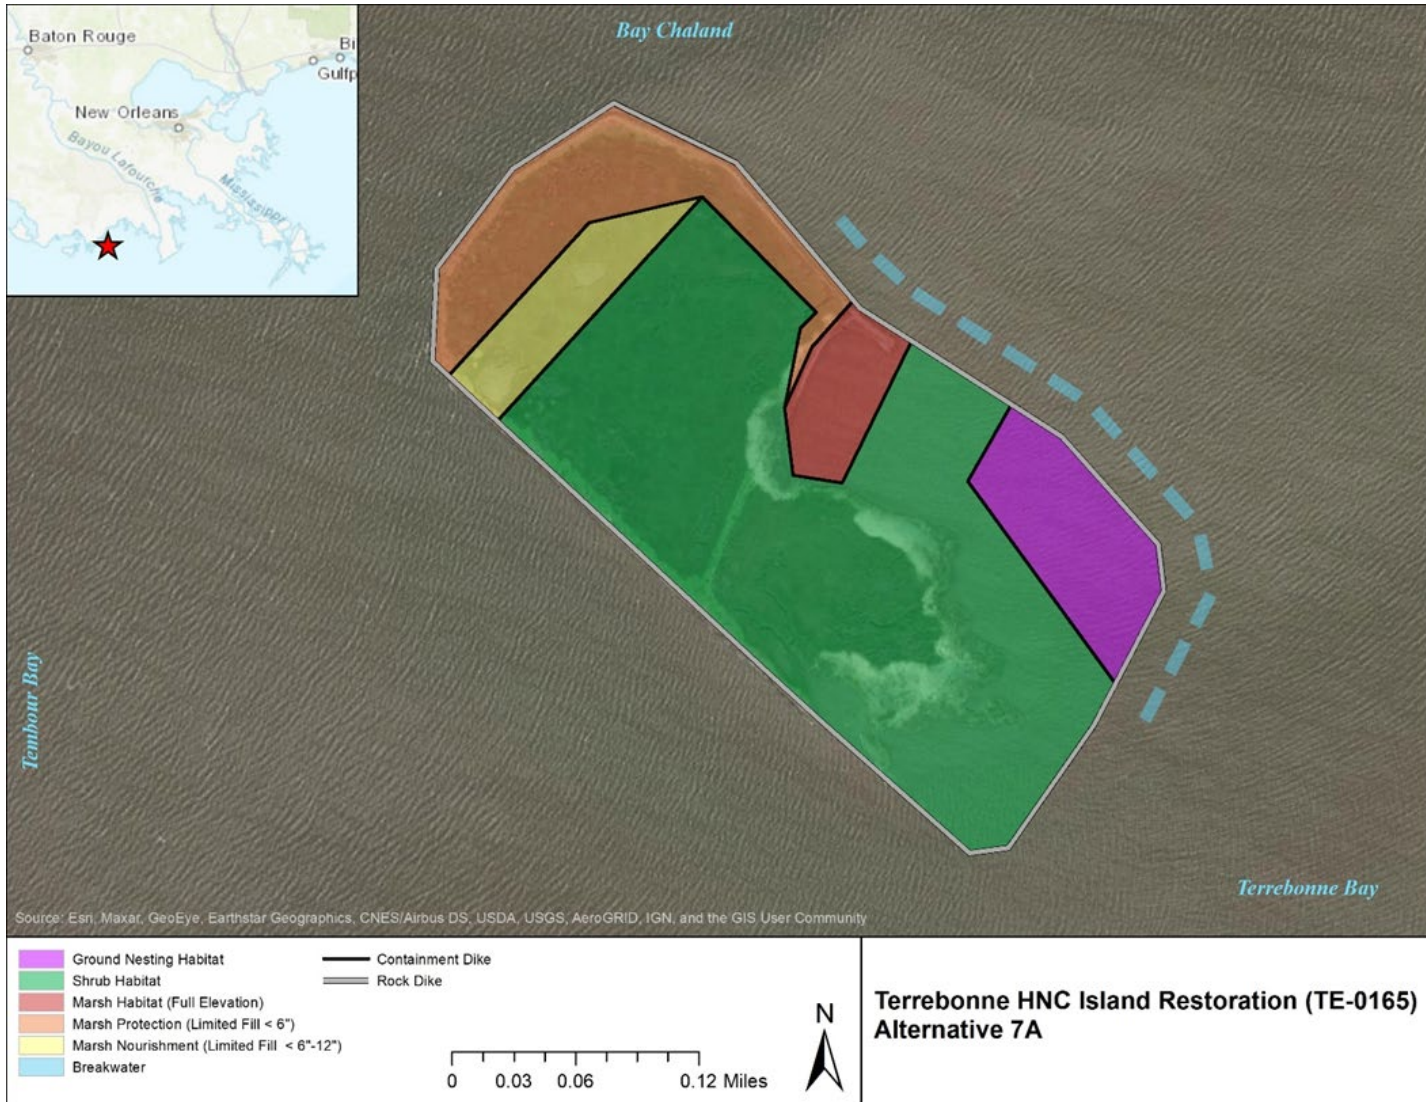 Baton Rouge
Bi
Gulfp
New Orleans
Bayou Lafourche
Mississippi
Bay Chaland
Tembour Bay
Terrebonne Bay
Source: Esri, Maxar, GeoEye, Earthstar Geographics, CNES/Airbus DS, USDA, USGS, AeroGRID, IGN, and the GIS User Community
Ground Nesting Habitat
Shrub Habitat
Marsh Habitat (Full Elevation)
Marsh Protection (Limited Fill < 6")
Marsh Nourishment (Limited Fill < 6"-12")
Breakwater
Containment Dike
Rock Dike
0 0.03 0.06 0.12 Miles
N
Terrebonne HNC Island Restoration (TE-0165)
Alternative 7A